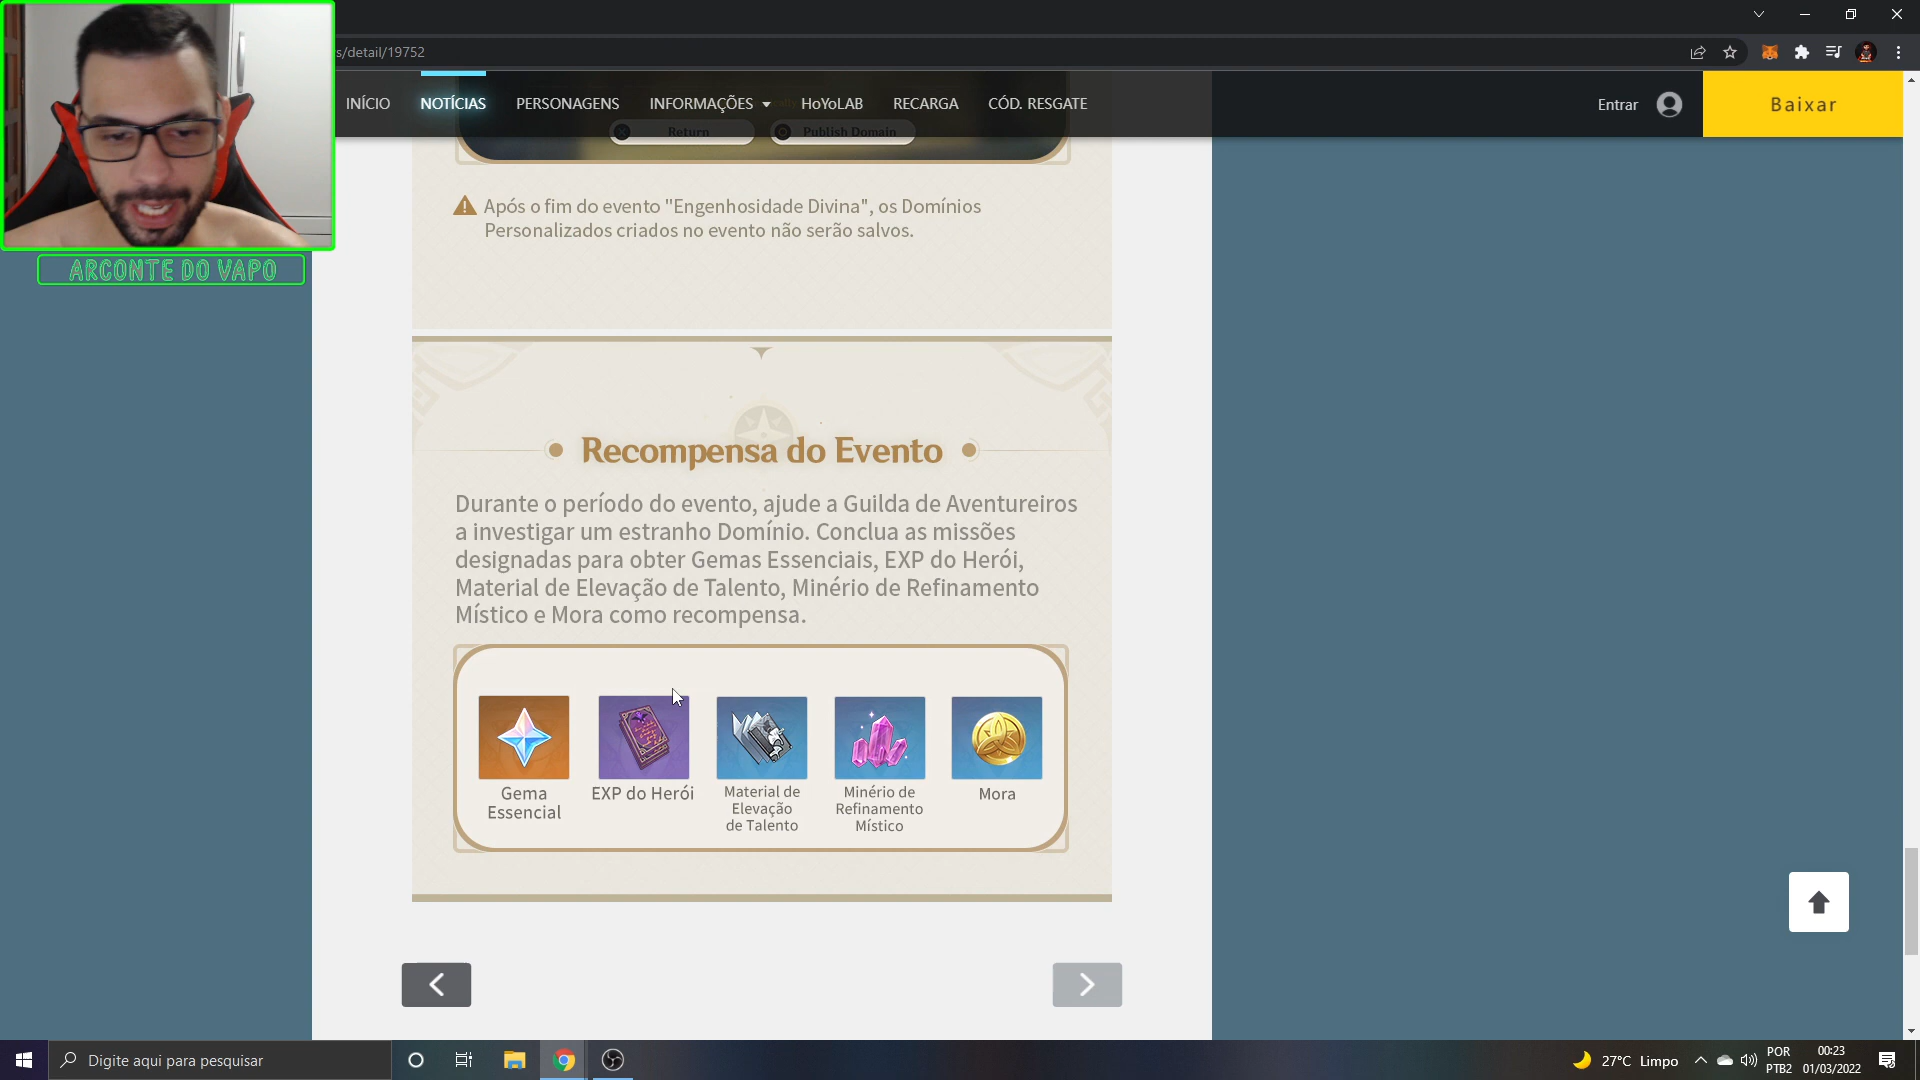 s/detail/19752
INÍCIO
NOTÍCIAS
PERSONAGENS
INFORMAÇÕES
HoYoLAB
RECARGA
CÓD. RESGATE
Entrar
Baixar
Return
Publish Domain
ARCONTE DO VAPO
Após o fim do evento "Engenhosidade Divina", os Domínios
Personalizados criados no evento não serão salvos.
Recompensa do Evento
Durante o período do evento, ajude a Guilda de Aventureiros
a investigar um estranho Domínio. Conclua as missões
designadas para obter Gemas Essenciais, EXP do Herói,
Material de Elevação de Talento, Minério de Refinamento
Místico e Mora como recompensa.
Gema
Essencial
EXP do Herói
Material de
Elevação
de Talento
Minério de
Refinamento
Místico
Mora
Digite aqui para pesquisar
27°C Limpo
POR
PTB2
00:23
01/03/2022